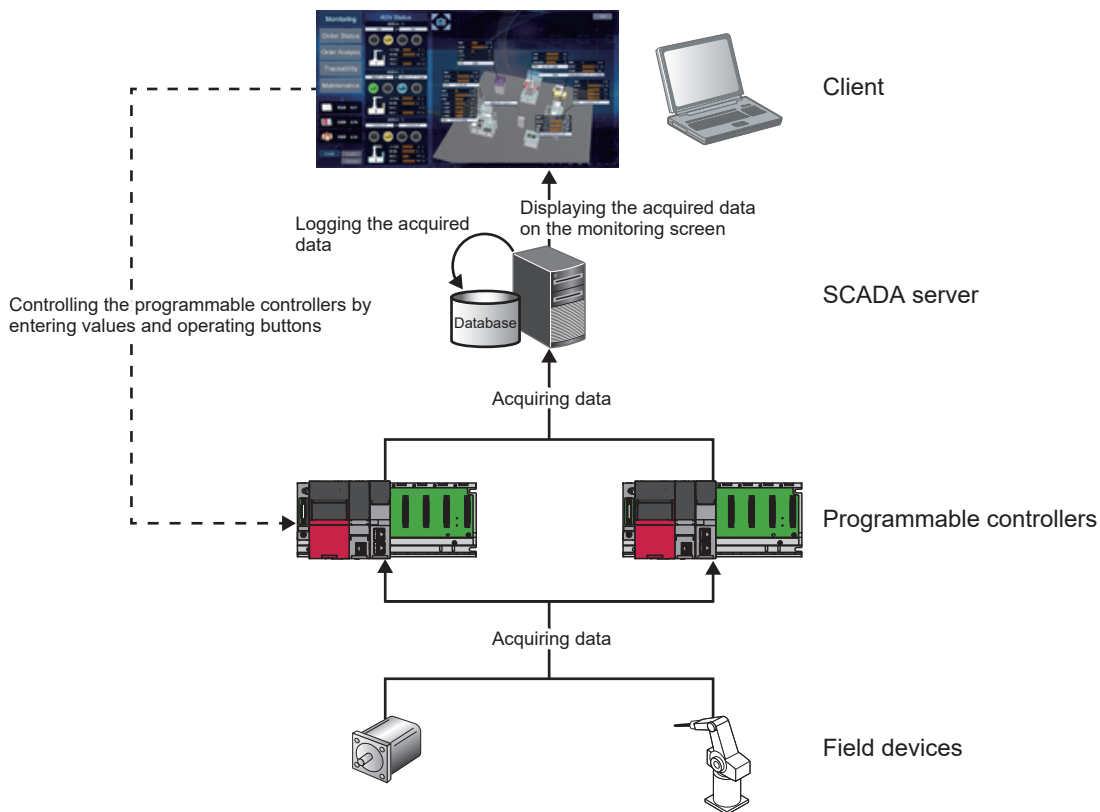 Monitoring
AGV Status
Order Status
Order Analysis
Traceability
Maintenance
Client
Logging the acquired
data
Displaying the acquired data
on the monitoring screen
Controlling the programmable controllers by
entering values and operating buttons
Database
SCADA server
Acquiring data
Programmable controllers
Acquiring data
Field devices